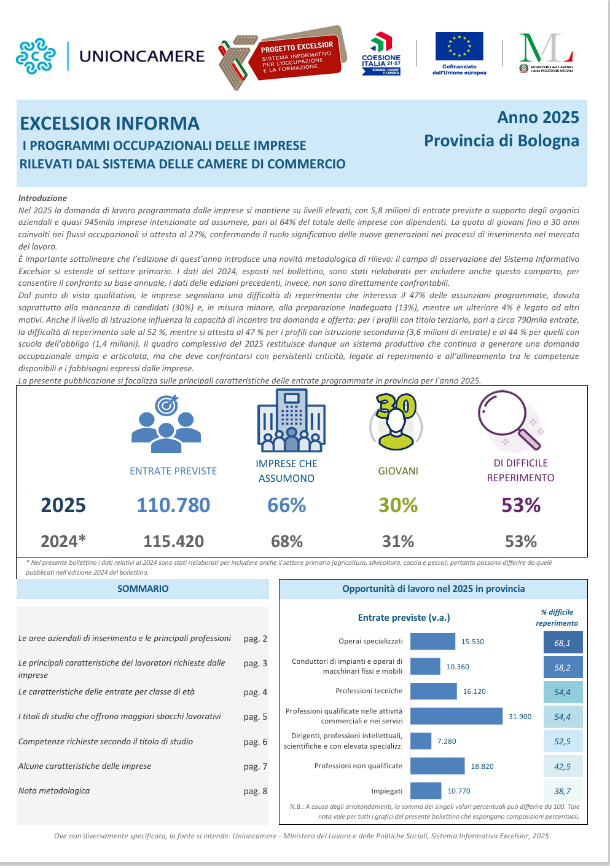 UNIONCAMERE
PROGETTO EXCELSIOR
SISTEMA INFORMATIVO
PER L'OCCUPAZIONE
E LA FORMAZIONE
COESIONE
ITALIA 21-27
Cofinanziato
dall'Unione europea
EXCELSIOR INFORMA
I PROGRAMMI OCCUPAZIONALI DELLE IMPRESE
RILEVATI DAL SISTEMA DELLE CAMERE DI COMMERCIO
Anno 2025
Provincia di Bologna
Introduzione
Nel 2025 la domanda di lavoro programmata dalle imprese si mantiene su livelli elevati, con 5,8 milioni di entrate previste a supporto degli organici
aziendali e quasi 945mila imprese intenzionate ad assumere, pari al 64% del totale delle imprese con dipendenti. La quota di giovani fino a 30 anni
coinvolti nei flussi occupazionali si attesta al 27%, confermando il ruolo significativo delle nuove generazioni nei processi di inserimento nel mercato
del lavoro.
È importante sottolineare che l'edizione di quest'anno introduce una novità metodologica di rilievo: il campo di osservazione del Sistema Informativo
Excelsior si estende al settore primario. I dati del 2024, esposti nel bollettino, sono stati rielaborati per includere anche questo comparto, per
consentire il confronto su base annuale, i dati delle edizioni precedenti, invece, non sono direttamente confrontabili.
Dal punto di vista qualitativo, le imprese segnalano una difficoltà di reperimento che interessa il 47% delle assunzioni programmate, dovuta
soprattutto alla mancanza di candidati (30%) e, in misura minore, alla preparazione inadeguata (13%), mentre un ulteriore 4% è legato ad altri
motivi. Anche il livello di istruzione influenza la capacità di incontro tra domanda e offerta: per i profili con titolo terziario, pari a circa 790mila entrate,
la difficoltà di reperimento sale al 52 %, mentre si attesta al 47 % per i profili con istruzione secondaria (3,6 milioni di entrate) e al 44 % per quelli con
scuola dell'obbligo (1,4 milioni). Il quadro complessivo del 2025 restituisce dunque un sistema produttivo che continua a generare una domanda
occupazionale ampia e articolata, ma che deve confrontarsi con persistenti criticità, legate al reperimento e all'allineamento tra le competenze
disponibili e i fabbisogni espressi dalle imprese.
La presente pubblicazione si focalizza sulle principali caratteristiche delle entrate programmate in provincia per l'anno 2025.
30
ENTRATE PREVISTE
IMPRESE CHE
ASSUMONO
GIOVANI
DI DIFFICILE
REPERIMENTO
2025 110.780 66% 30% 53%
2024* 115.420 68% 31% 53%
* Nel presente bollettino i dati relativi al 2024 sono stati rielaborati per includere anche il settore primario (agricoltura, silvicoltura, caccia e pesca); pertanto possono differire da quelli
pubblicati nell'edizione 2024 del bollettino.
SOMMARIO
Le aree aziendali di inserimento e le principali professioni pag. 2
Le principali caratteristiche dei lavoratori richieste dalle
imprese pag. 3
Le caratteristiche delle entrate per classe di età pag. 4
I titoli di studio che offrono maggiori sbocchi lavorativi pag. 5
Competenze richieste secondo il titolo di studio pag. 6
Alcune caratteristiche delle imprese pag. 7
Nota metodologica pag. 8
Opportunità di lavoro nel 2025 in provincia
Entrate previste (v.a.)
% difficile
reperimento
Operai specializzati 15.530 68,1
Conduttori di impianti e operai di
macchinari fissi e mobili 10.360 58,2
Professioni tecniche 16.120 54,4
Professioni qualificate nelle attività
commerciali e nei servizi 31.900 54,4
Dirigenti, professioni intellettuali,
scientifiche e con elevata specializz. 7.280 52,5
Professioni non qualificate 18.820 42,5
Impiegati 10.770 38,7
N.B.: A causa degli arrotondamenti, la somma dei singoli valori percentuali può differire da 100. Tale
nota vale per tutti i grafici del presente bollettino che espongano composizioni percentuali.
Ove non diversamente specificato, la fonte si intende: Unioncamere - Ministero del Lavoro e delle Politiche Sociali, Sistema Informativo Excelsior, 2025